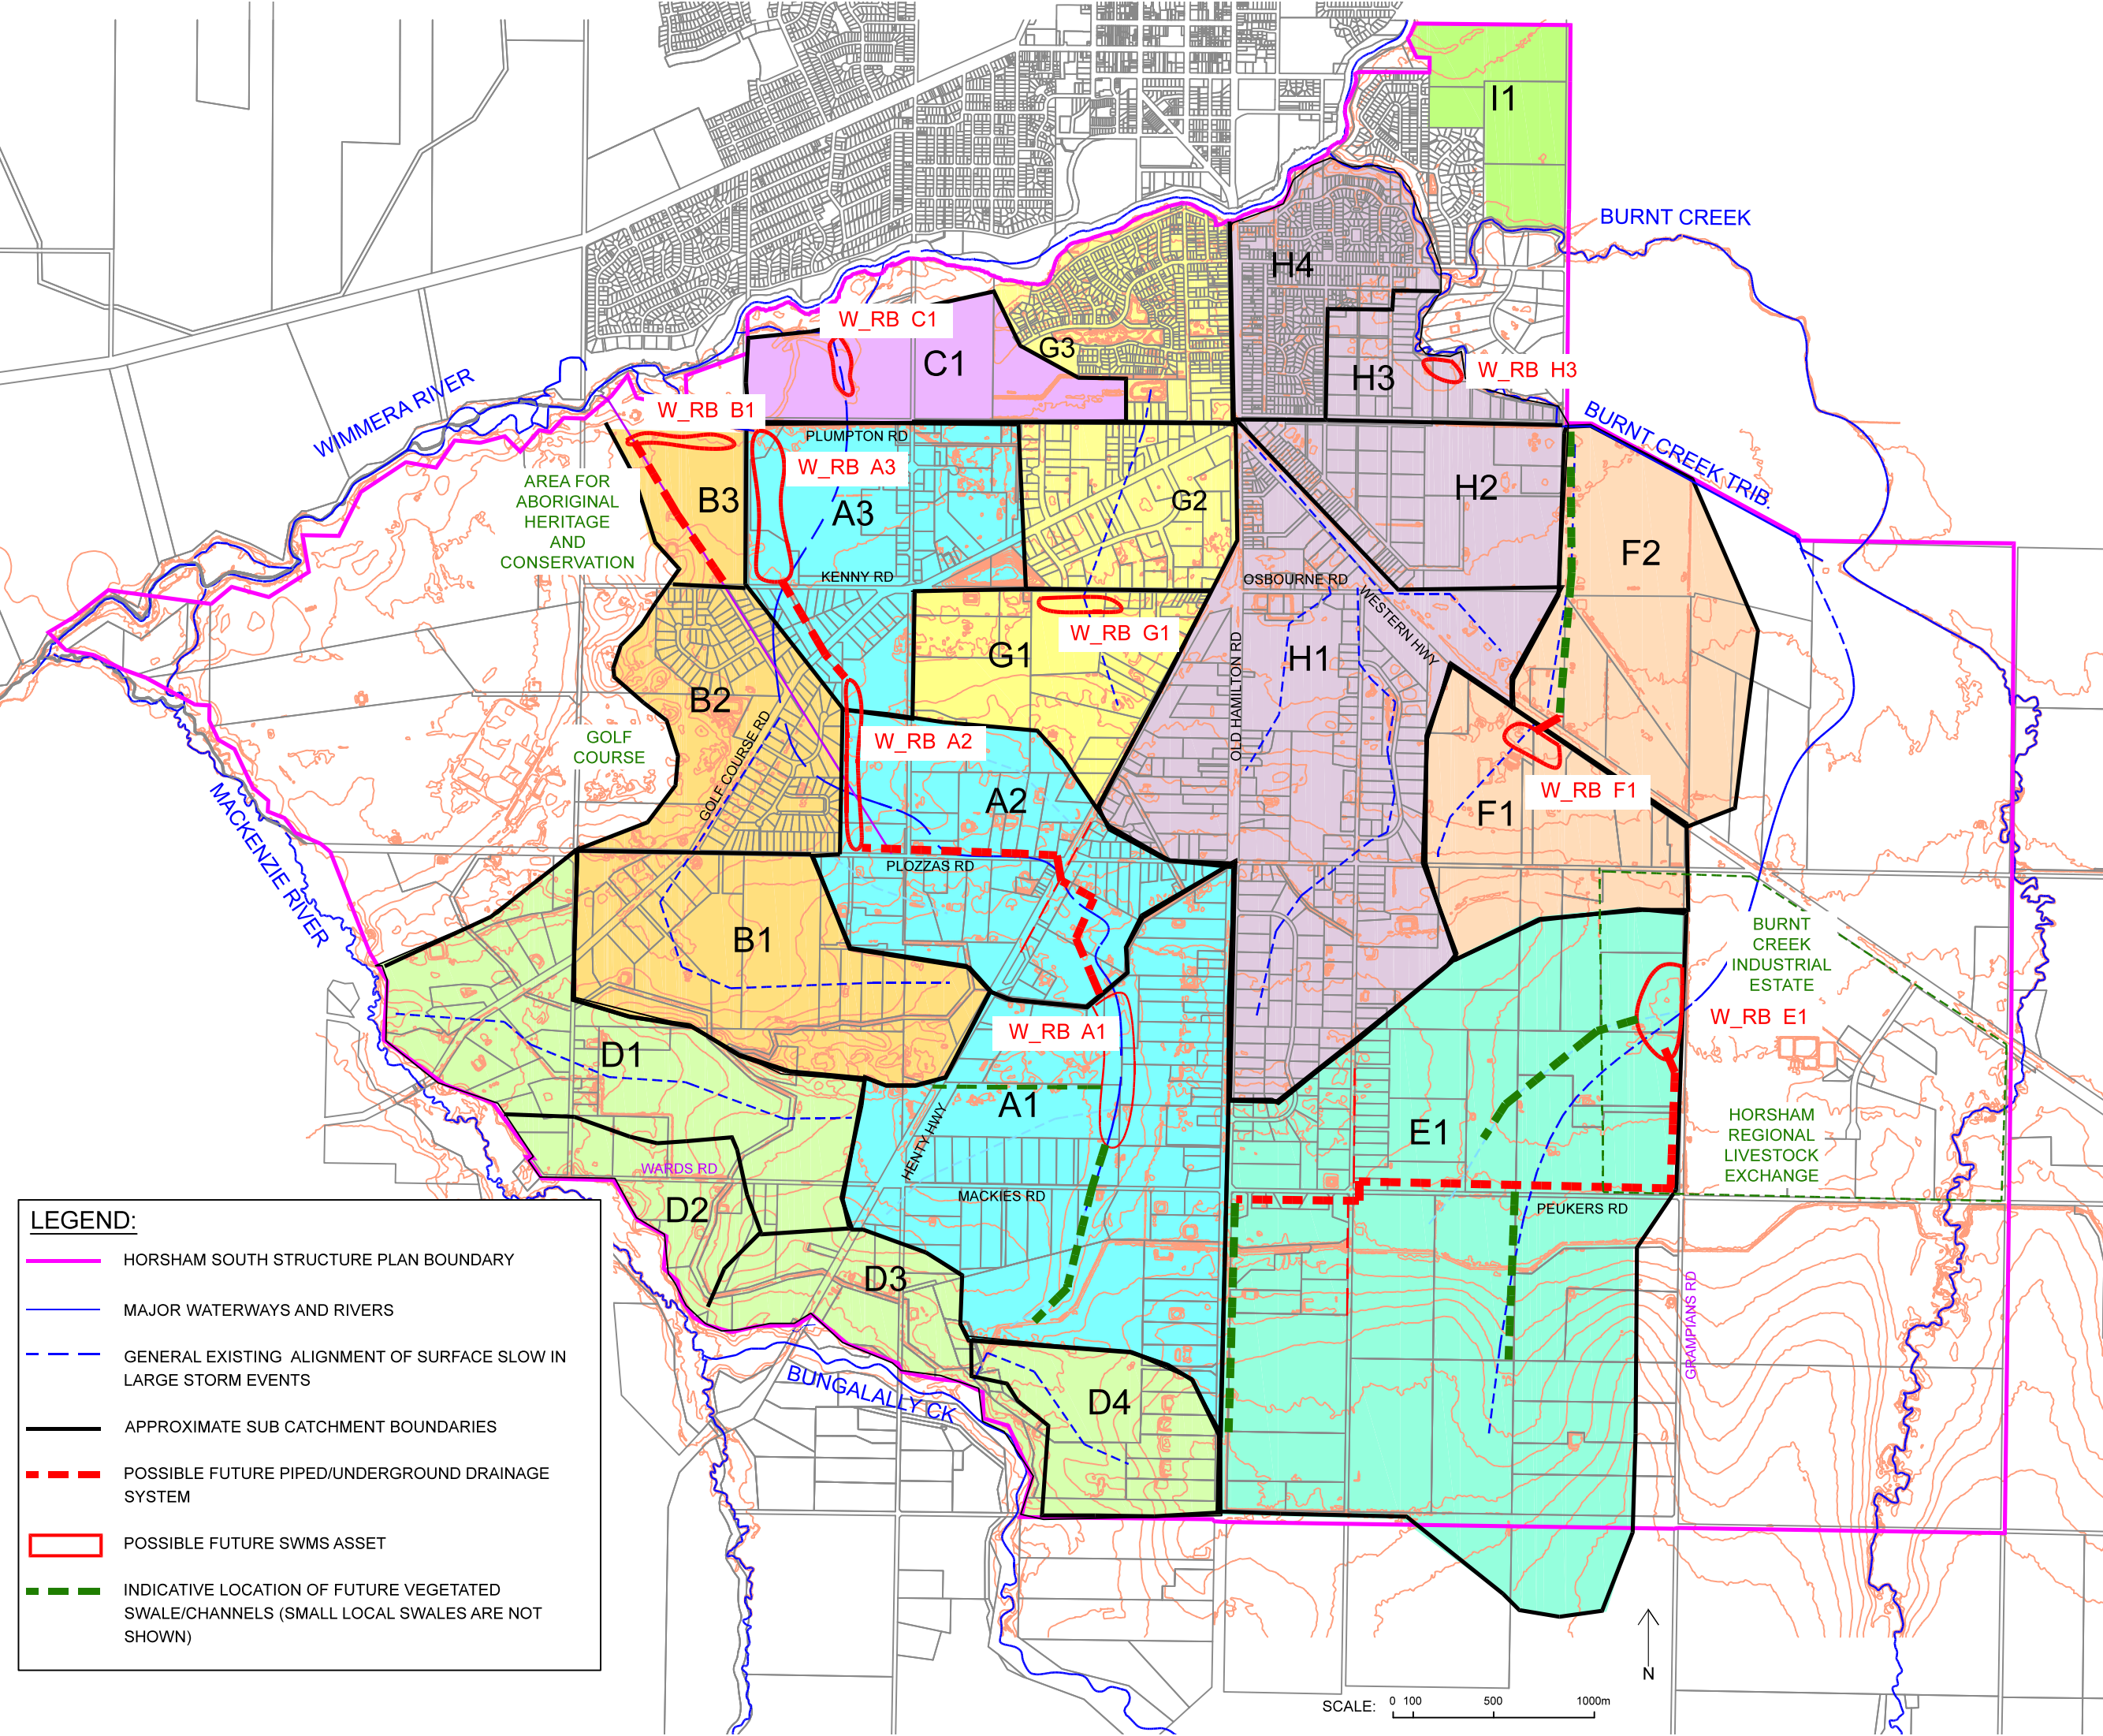 I1
BURNT CREEK
H4
W_RB C1
G3
C1
H3
W_RB H3
WIMMERA RIVER
W_RB B1
PLUMPTON RD
BURNT CREEK TRIB.
W_RB A3
AREA FOR
ABORIGINAL
HERITAGE
AND
CONSERVATION
B3
A3
G2
H2
F2
KENNY RD
OSBOURNE RD
WESTERN HWY
W_RB G1
G1
H1
OLD HAMILTON RD
B2
GOLF COURSE RD
GOLF
COURSE
W_RB A2
MACKENZIE RIVER
A2
W_RB F1
F1
PLOZZAS RD
B1
BURNT
CREEK
INDUSTRIAL
ESTATE
W_RB E1
W_RB A1
D1
A1
HENTY HWY
E1
HORSHAM
REGIONAL
LIVESTOCK
EXCHANGE
WARDS RD
MACKIES RD
D2
PEUKERS RD
D3
GRAMPIANS RD
BUNGALALLY CK
D4
LEGEND:
HORSHAM SOUTH STRUCTURE PLAN BOUNDARY
MAJOR WATERWAYS AND RIVERS
GENERAL EXISTING ALIGNMENT OF SURFACE SLOW IN
LARGE STORM EVENTS
APPROXIMATE SUB CATCHMENT BOUNDARIES
POSSIBLE FUTURE PIPED/UNDERGROUND DRAINAGE
SYSTEM
POSSIBLE FUTURE SWMS ASSET
INDICATIVE LOCATION OF FUTURE VEGETATED
SWALE/CHANNELS (SMALL LOCAL SWALES ARE NOT
SHOWN)
N
SCALE: 0 100 500 1000m